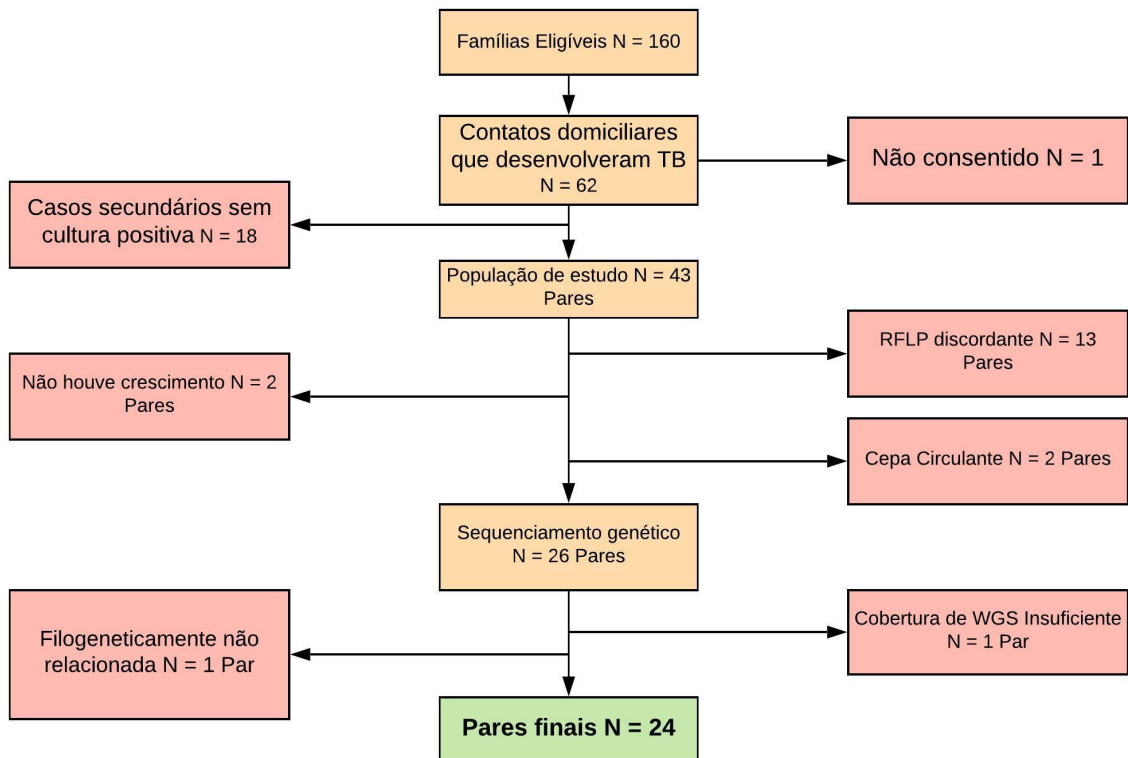 Famílias Eligíveis N = 160
Contatos domiciliares
que desenvolveram TB
N = 62
Não consentido N = 1
Casos secundários sem
cultura positiva N = 18
População de estudo N = 43
Pares
RFLP discordante N = 13
Pares
Não houve crescimento N = 2
Pares
Cepa Circulante N = 2 Pares
Sequenciamento genético
N = 26 Pares
Filogeneticamente não
relacionada N = 1 Par
Cobertura de WGS Insuficiente
N = 1 Par
Pares finais N = 24